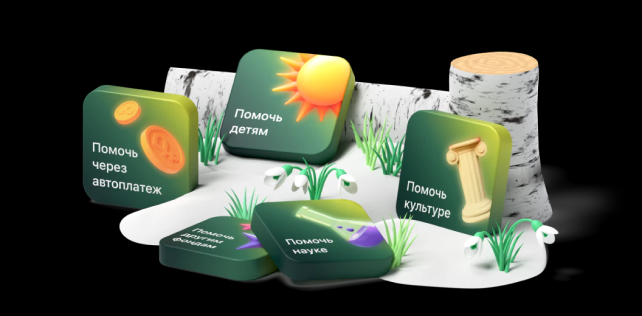 Помочь
детям
Помочь
через
автоплатеж
Помочь
культуре
Помочь
другим
фондам
Помочь
науке